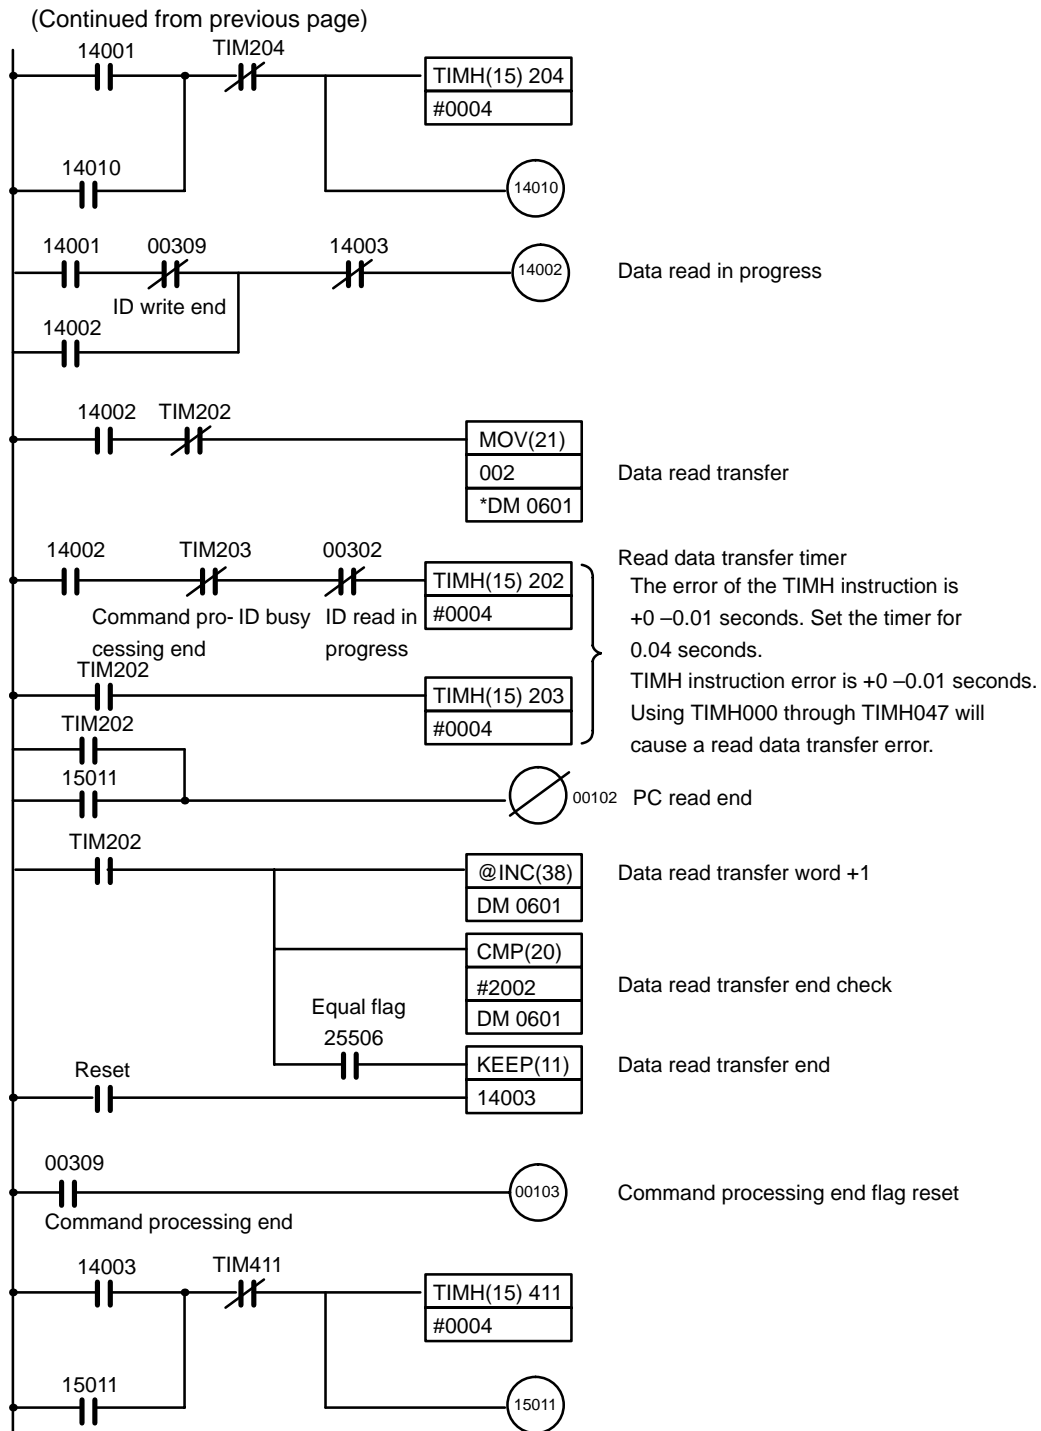 (Continued from previous page)
14001
TIM204
TIMH(15) 204
#0004
14010
14010
14001
00309
14003
14002
Data read in progress
ID write end
14002
14002
TIM202
MOV(21)
002
*DM 0601
Data read transfer
14002
TIM203
00302
TIMH(15) 202
#0004
Command pro-
cessing end
ID busy
ID read in
progress
Read data transfer timer
The error of the TIMH instruction is
+0 –0.01 seconds. Set the timer for
0.04 seconds.
TIMH instruction error is +0 –0.01 seconds.
Using TIMH000 through TIMH047 will
cause a read data transfer error.
TIM202
TIMH(15) 203
#0004
TIM202
15011
00102
PC read end
TIM202
@INC(38)
DM 0601
Data read transfer word +1
CMP(20)
#2002
DM 0601
Data read transfer end check
Equal flag
25506
KEEP(11)
14003
Data read transfer end
Reset
00309
00103
Command processing end flag reset
Command processing end
14003
TIM411
TIMH(15) 411
#0004
15011
15011